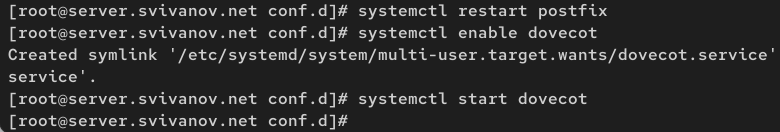 [root@server.svivanov.net conf.d]# systemctl restart postfix
[root@server.svivanov.net conf.d]# systemctl enable dovecot
Created symlink '/etc/systemd/system/multi-user.target.wants/dovecot.service'
service'.
[root@server.svivanov.net conf.d]# systemctl start dovecot
[root@server.svivanov.net conf.d]#